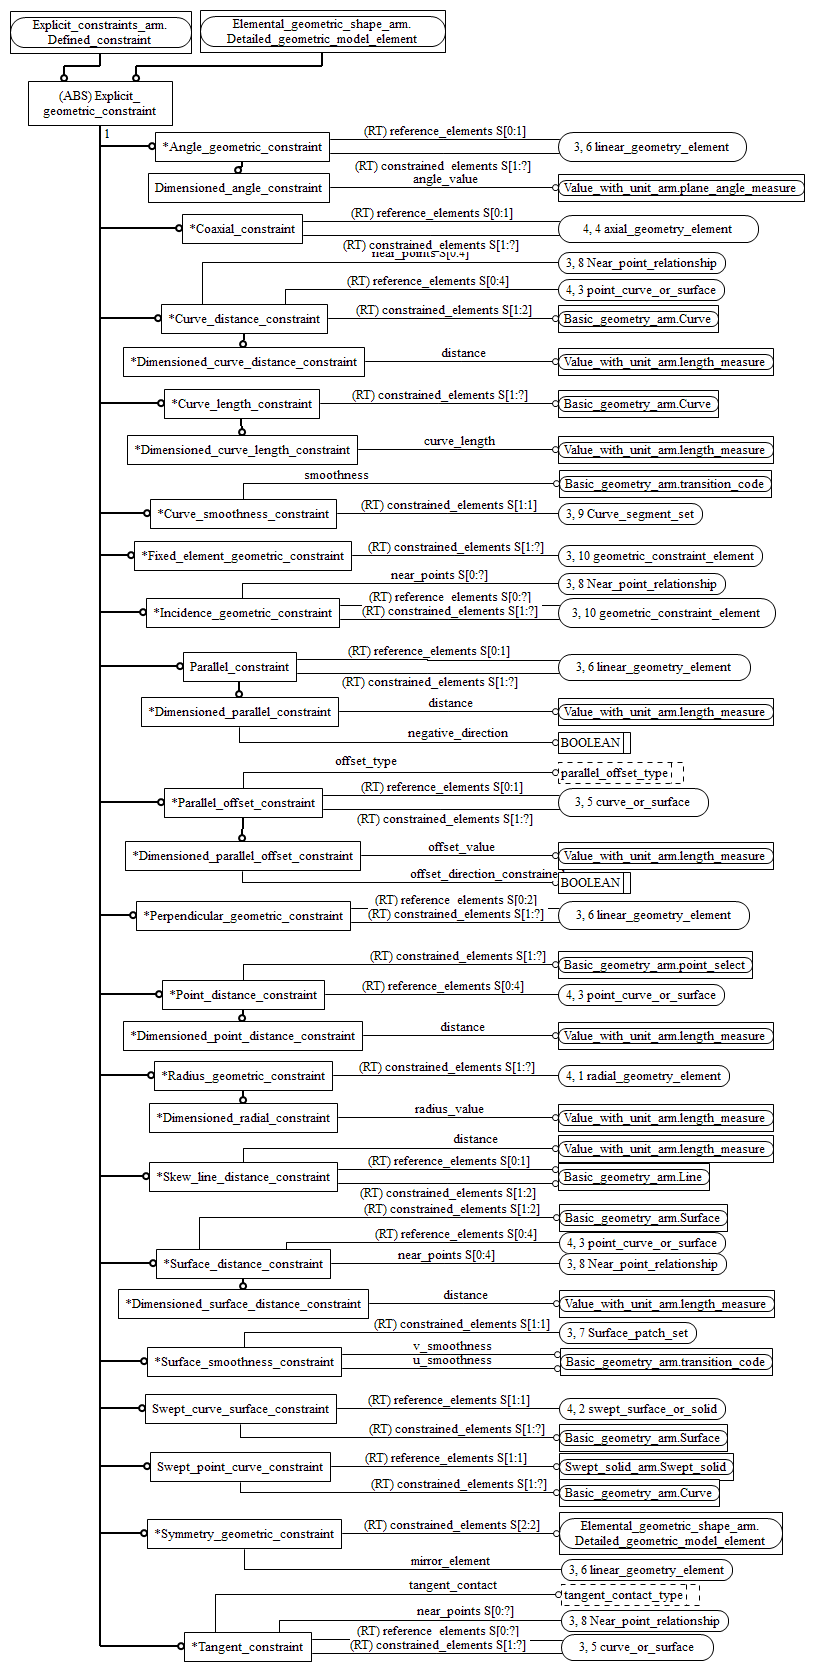 Explicit_constraints_arm.
Defined_constraint
Elemental_geometric_shape_arm.
Detailed_geometric_model_element
(ABS) Explicit_
geometric_constraint
1
*Angle_geometric_constraint
(RT) reference_elements S[0:1]
3, 6 linear_geometry_element
(RT) constrained_elements S[1:?]
Dimensioned_angle_constraint
angle_value
Value_with_unit_arm.plane_angle_measure
*Coaxial_constraint
(RT) reference_elements S[0:1]
4, 4 axial_geometry_element
(RT) constrained_elements S[1:?]
near_points S[0:4]
3, 8 Near_point_relationship
(RT) reference_elements S[0:4]
4, 3 point_curve_or_surface
*Curve_distance_constraint
(RT) constrained_elements S[1:2]
Basic_geometry_arm.Curve
*Dimensioned_curve_distance_constraint
distance
Value_with_unit_arm.length_measure
*Curve_length_constraint
(RT) constrained_elements S[1:?]
Basic_geometry_arm.Curve
*Dimensioned_curve_length_constraint
curve_length
Value_with_unit_arm.length_measure
smoothness
Basic_geometry_arm.transition_code
*Curve_smoothness_constraint
(RT) constrained_elements S[1:1]
3, 9 Curve_segment_set
*Fixed_element_geometric_constraint
(RT) constrained_elements S[1:?]
3, 10 geometric_constraint_element
near_points S[0:?]
3, 8 Near_point_relationship
*Incidence_geometric_constraint
(RT) reference_elements S[0:?]
(RT) constrained_elements S[1:?]
3, 10 geometric_constraint_element
Parallel_constraint
(RT) reference_elements S[0:1]
3, 6 linear_geometry_element
(RT) constrained_elements S[1:?]
*Dimensioned_parallel_constraint
distance
Value_with_unit_arm.length_measure
negative_direction
BOOLEAN
offset_type
parallel_offset_type
*Parallel_offset_constraint
(RT) reference_elements S[0:1]
3, 5 curve_or_surface
(RT) constrained_elements S[1:?]
*Dimensioned_parallel_offset_constraint
offset_value
Value_with_unit_arm.length_measure
offset_direction_constraine
BOOLEAN
*Perpendicular_geometric_constraint
(RT) reference_elements S[0:2]
(RT) constrained_elements S[1:?]
3, 6 linear_geometry_element
(RT) constrained_elements S[1:?]
Basic_geometry_arm.point_select
*Point_distance_constraint
(RT) reference_elements S[0:4]
4, 3 point_curve_or_surface
*Dimensioned_point_distance_constraint
distance
Value_with_unit_arm.length_measure
*Radius_geometric_constraint
(RT) constrained_elements S[1:?]
4, 1 radial_geometry_element
*Dimensioned_radial_constraint
radius_value
Value_with_unit_arm.length_measure
distance
Value_with_unit_arm.length_measure
*Skew_line_distance_constraint
(RT) reference_elements S[0:1]
Basic_geometry_arm.Line
(RT) constrained_elements S[1:2]
(RT) constrained_elements S[1:2]
Basic_geometry_arm.Surface
(RT) reference_elements S[0:4]
4, 3 point_curve_or_surface
*Surface_distance_constraint
near_points S[0:4]
3, 8 Near_point_relationship
*Dimensioned_surface_distance_constraint
distance
Value_with_unit_arm.length_measure
(RT) constrained_elements S[1:1]
3, 7 Surface_patch_set
*Surface_smoothness_constraint
v_smoothness
u_smoothness
Basic_geometry_arm.transition_code
Swept_curve_surface_constraint
(RT) reference_elements S[1:1]
4, 2 swept_surface_or_solid
(RT) constrained_elements S[1:?]
Basic_geometry_arm.Surface
Swept_point_curve_constraint
(RT) reference_elements S[1:1]
Swept_solid_arm.Swept_solid
(RT) constrained_elements S[1:?]
Basic_geometry_arm.Curve
*Symmetry_geometric_constraint
(RT) constrained_elements S[2:2]
Elemental_geometric_shape_arm.
Detailed_geometric_model_element
mirror_element
3, 6 linear_geometry_element
tangent_contact
tangent_contact_type
near_points S[0:?]
3, 8 Near_point_relationship
*Tangent_constraint
(RT) reference_elements S[0:?]
(RT) constrained_elements S[1:?]
3, 5 curve_or_surface